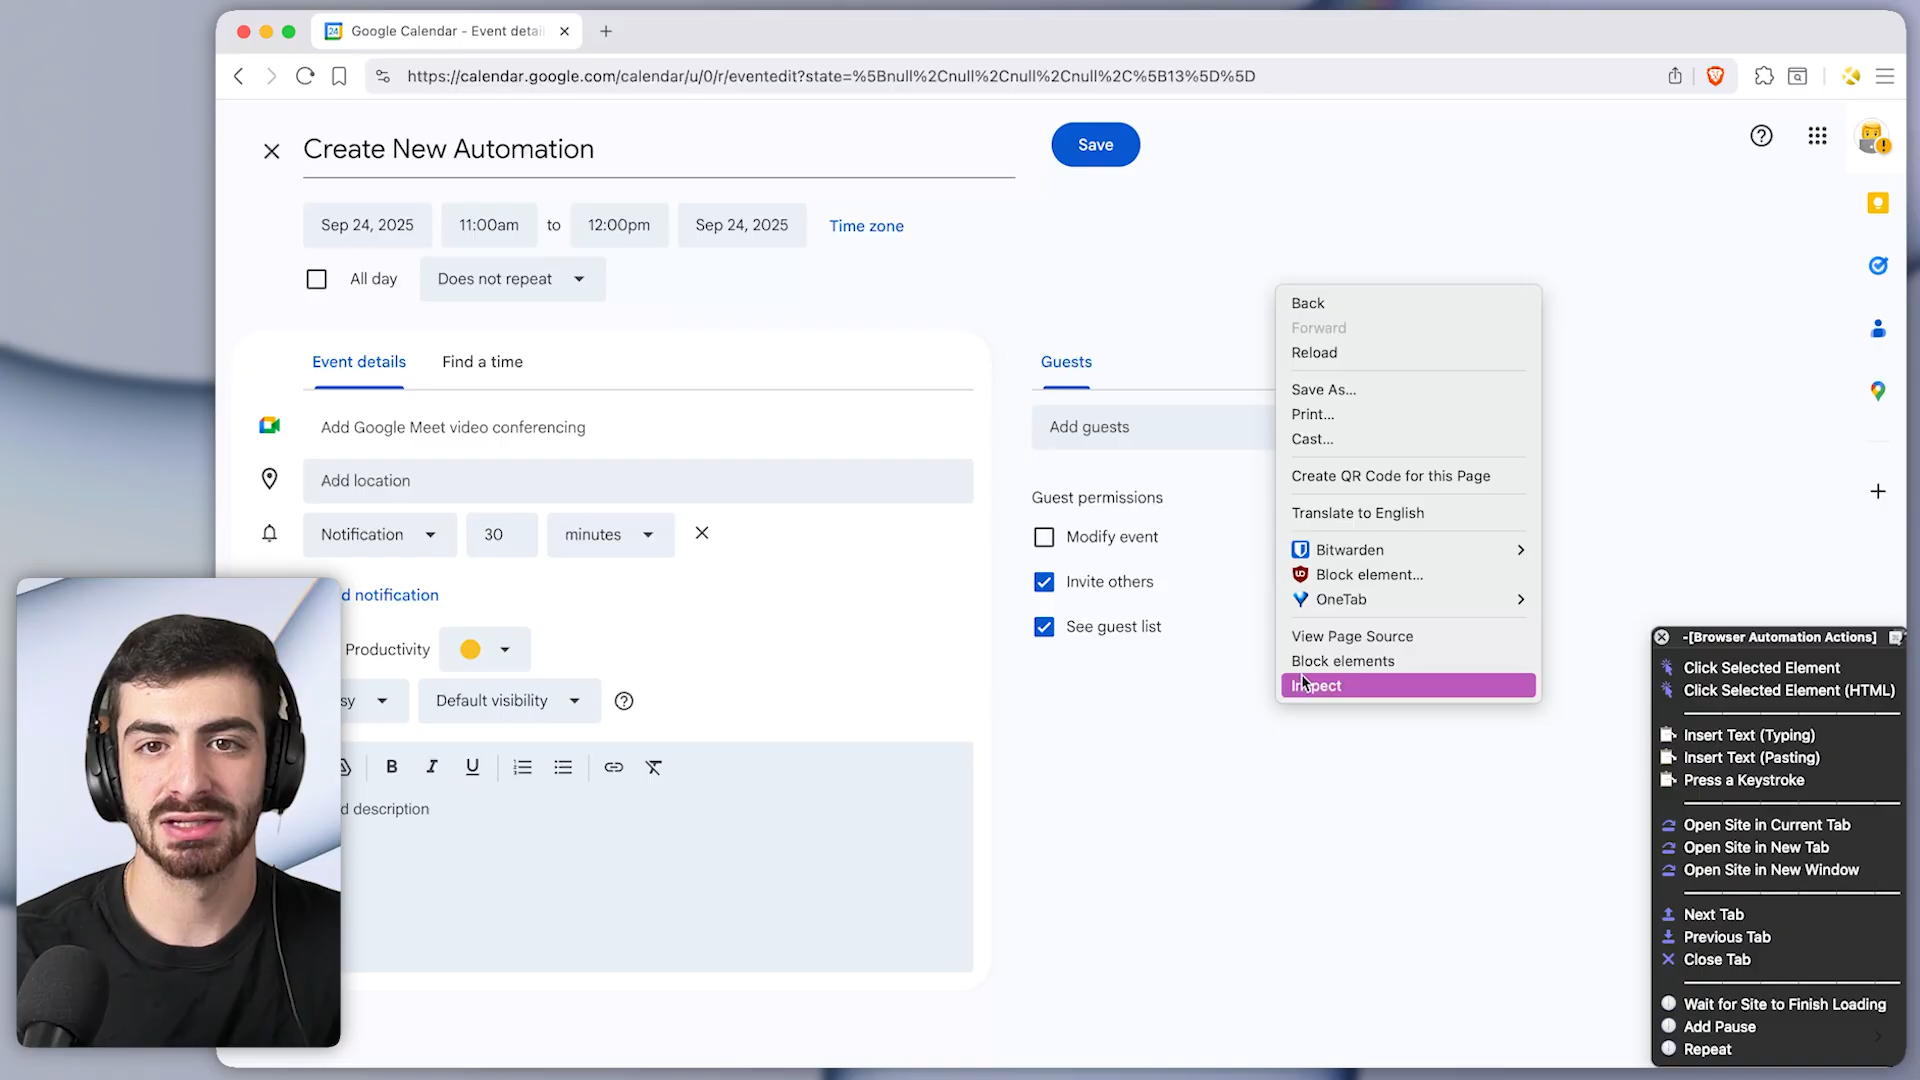 Google Calendar - Event detai
https://calendar.google.com/calendar/u/0/r/eventedit?state=%5Bnull%2Cnull%2Cnull%2Cnull%2C%5B13%5D%5D
Create New Automation
Save
Sep 24, 2025
11:00am
to
12:00pm
Sep 24, 2025
Time zone
All day
Does not repeat
Event details
Find a time
Add Google Meet video conferencing
Add location
Notification
30
minutes
d notification
Productivity
sy
Default visibility
B
I
U
d description
Guests
Add guests
Guest permissions
Modify event
Invite others
See guest list
Back
Forward
Reload
Save As...
Print...
Cast...
Create QR Code for this Page
Translate to English
Bitwarden
Block element...
OneTab
View Page Source
Block elements
Inspect
-[Browser Automation Actions]
Click Selected Element
Click Selected Element (HTML)
Insert Text (Typing)
Insert Text (Pasting)
Press a Keystroke
Open Site in Current Tab
Open Site in New Tab
Open Site in New Window
Next Tab
Previous Tab
Close Tab
Wait for Site to Finish Loading
Add Pause
Repeat